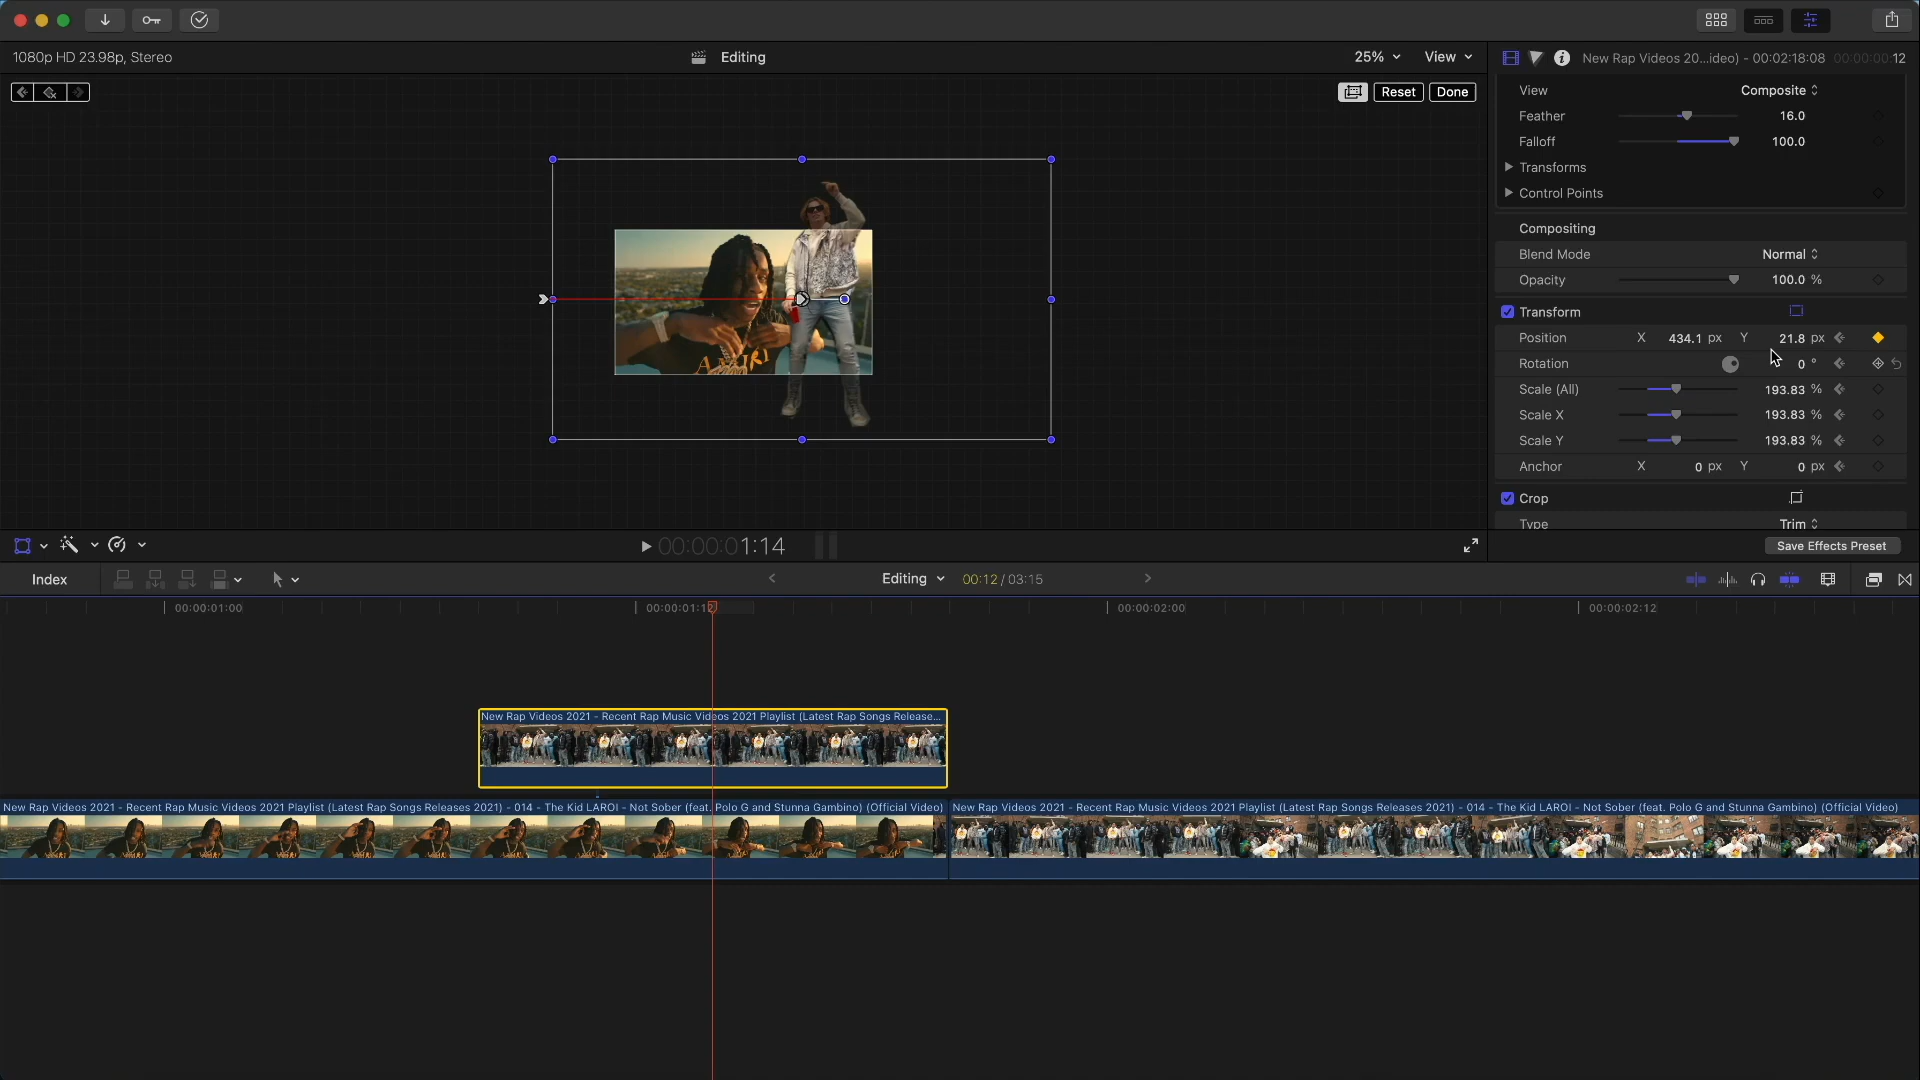 1080p HD 23.98p, Stereo
Editing
25%
View
New Rap Videos 20...ideo) - 00:02:18:08
00:00:00:12
Reset
Done
View
Composite
Feather
16.0
Falloff
100.0
Transforms
Control Points
Compositing
Blend Mode
Normal
Opacity
100.0 %
Transform
Position X 434.1 px Y 21.8 px
Rotation
0 °
Scale (All)
193.83 %
Scale X
193.83 %
Scale Y
193.83 %
Anchor X 0 px Y 0 px
Crop
Type
Trim
Save Effects Preset
00:00:01:14
Index
Editing
00:12 / 03:15
00:00:01:00
00:00:01:12
00:00:02:00
00:00:02:12
New Rap Videos 2021 - Recent Rap Music Videos 2021 Playlist (Latest Rap Songs Release...
New Rap Videos 2021 - Recent Rap Music Videos 2021 Playlist (Latest Rap Songs Releases 2021) - 014 - The Kid LAROI - Not Sober (feat. Polo G and Stunna Gambino) (Official Video)
New Rap Videos 2021 - Recent Rap Music Videos 2021 Playlist (Latest Rap Songs Releases 2021) - 014 - The Kid LAROI - Not Sober (feat. Polo G and Stunna Gambino) (Official Video)